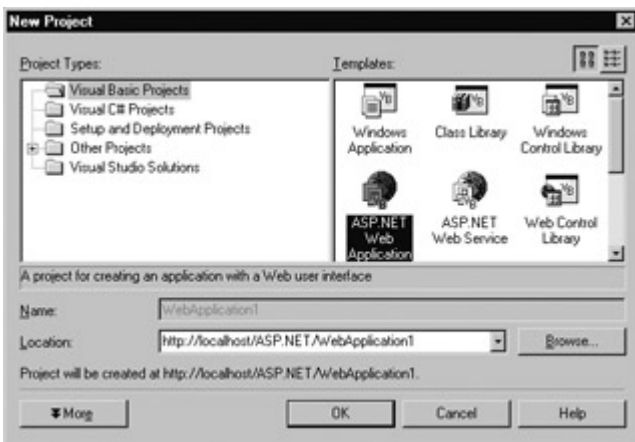 New Project
Project Types:
Templates:
Visual Basic Projects
Visual C# Projects
Setup and Deployment Projects
Other Projects
Visual Studio Solutions
Windows
Application
Class Library
Windows
Control Library
ASP.NET
Web
Application
ASP.NET
Web Service
Web Control
Library
A project for creating an application with a Web user interface
Name:
WebApplication1
Location:
http://localhost/ASP.NET/WebApplication1
Browse...
Project will be created at http://localhost/ASP.NET/WebApplication1.
More
OK
Cancel
Help